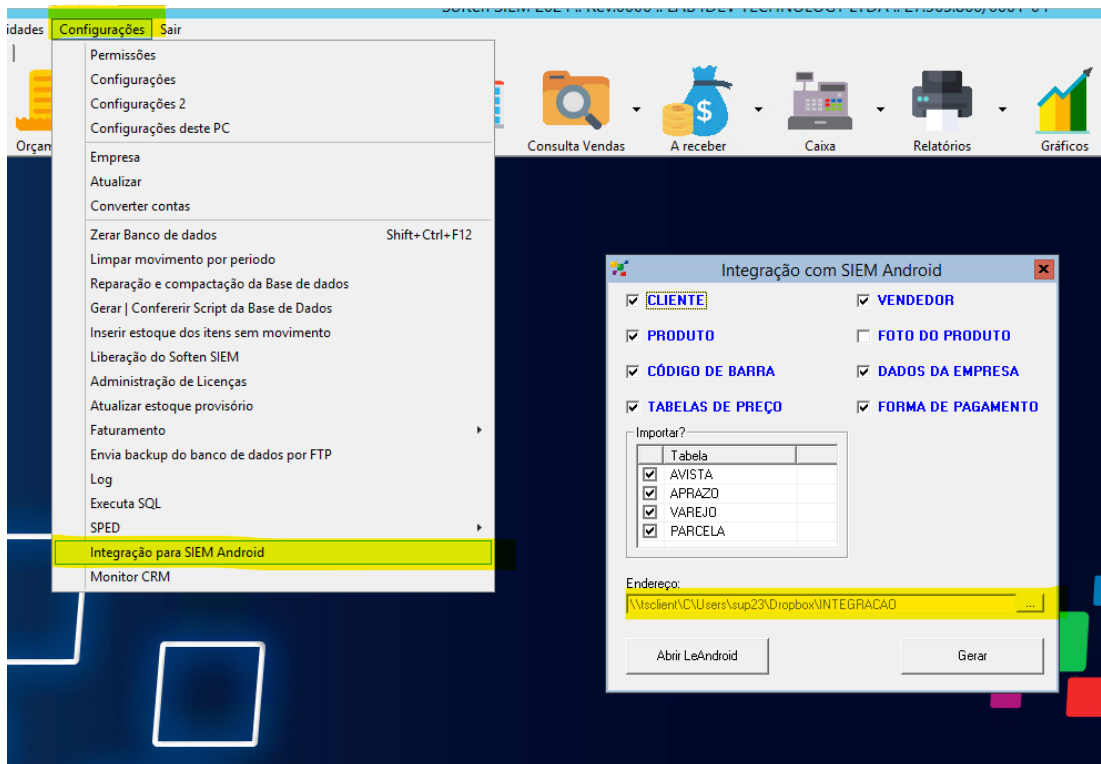 idades Configurações Sair
Permissões
Configurações
Configurações 2
Configurações deste PC
Empresa
Atualizar
Converter contas
Zerar Banco de dados Shift+Ctrl+F12
Limpar movimento por periodo
Reparação e compactação da Base de dados
Gerar | Confererir Script da Base de Dados
Inserir estoque dos itens sem movimento
Liberação do Soften SIEM
Administração de Licenças
Atualizar estoque provisório
Faturamento
Envia backup do banco de dados por FTP
Log
Executa SQL
SPED
Integração para SIEM Android
Monitor CRM
Orçam
Consulta Vendas
A receber
Caixa
Relatórios
Gráficos
Integração com SIEM Android
CLIENTE
VENDEDOR
PRODUTO
FOTO DO PRODUTO
CÓDIGO DE BARRA
DADOS DA EMPRESA
TABELAS DE PREÇO
FORMA DE PAGAMENTO
Importar?
Tabela
AVISTA
APRAZO
VAREJO
PARCELA
Endereço:
\\tsclient\C\Users\sup23\Dropbox\INTEGRACAO ...
Abrir LeAndroid
Gerar